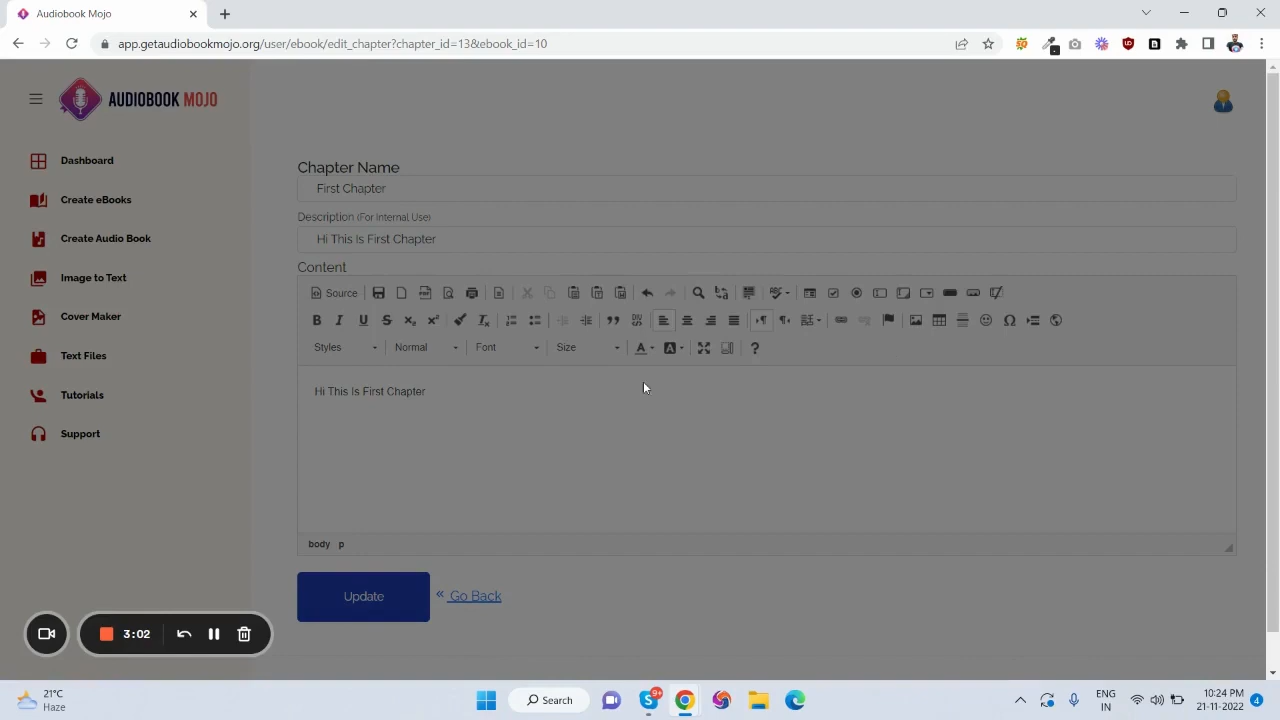 Audiobook Mojo
app.getaudiobookmojo.org/user/ebook/edit_chapter?chapter_id=13&ebook_id=10
AUDIOBOOK MOJO
Dashboard
Create eBooks
Create Audio Book
Image to Text
Cover Maker
Text Files
Tutorials
Support
Chapter Name
First Chapter
Description (For Internal Use)
Hi This Is First Chapter
Content
Source
Styles Normal Font Size
Hi This Is First Chapter
body p
Update « Go Back
3:02
21°C
Haze
Search
9+
ENG
IN
10:24 PM
21-11-2022
4